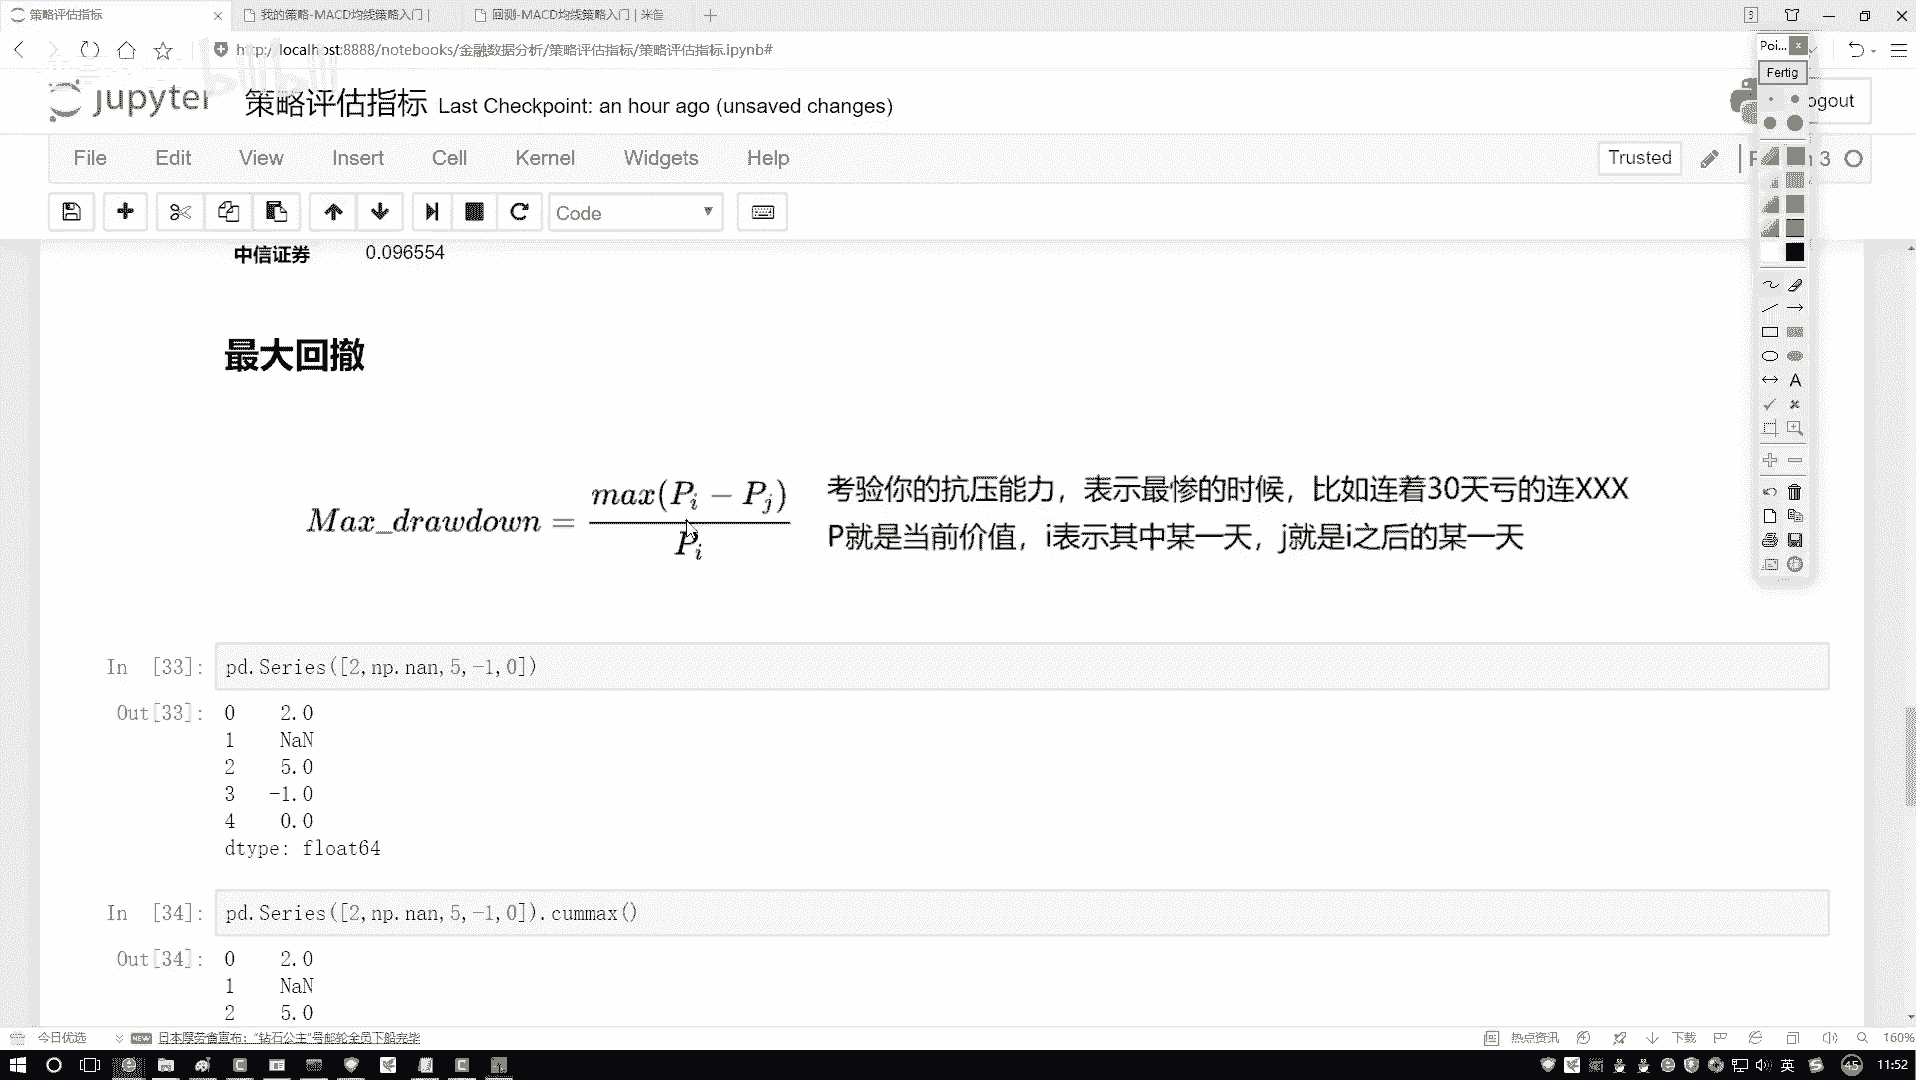 策略评估指标
我的策略-MACD均线策略入门 |
回测-MACD均线策略入门 | 米筐
http://localhost:8888/notebooks/金融数据分析/策略评估指标/策略评估指标.ipynb#
bilibili
Poi...
Fertig
jupyter 策略评估指标 Last Checkpoint: an hour ago (unsaved changes)
ogout
File Edit View Insert Cell Kernel Widgets Help
Trusted
3
Code
中信证券 0.096554
最大回撤
Max_drawdown = max(P_i − P_j) / P_i
考验你的抗压能力，表示最惨的时候，比如连着30天亏的连XXX
P就是当前价值，i表示其中某一天，j就是i之后的某一天
In [33]: pd.Series([2,np.nan,5,-1,0])
Out[33]: 0 2.0
1 NaN
2 5.0
3 -1.0
4 0.0
dtype: float64
In [34]: pd.Series([2,np.nan,5,-1,0]).cummax()
Out[34]: 0 2.0
1 NaN
2 5.0
今日优选
NEW 日本厚劳省宣布："钻石公主"号邮轮全员下船完毕
热点资讯
下载
160%
英
45
11:52